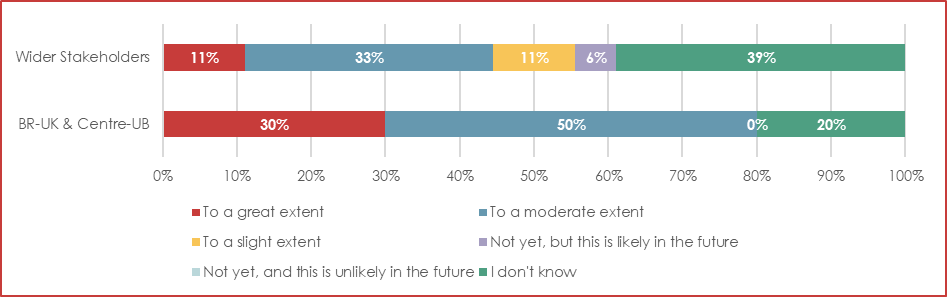 Wider Stakeholders 11% 33% 11% 6% 39%
BR-UK & Centre-UB 30% 50% 0% 20%
0% 10% 20% 30% 40% 50% 60% 70% 80% 90% 100%
To a great extent To a moderate extent
To a slight extent Not yet, but this is likely in the future
Not yet, and this is unlikely in the future I don't know